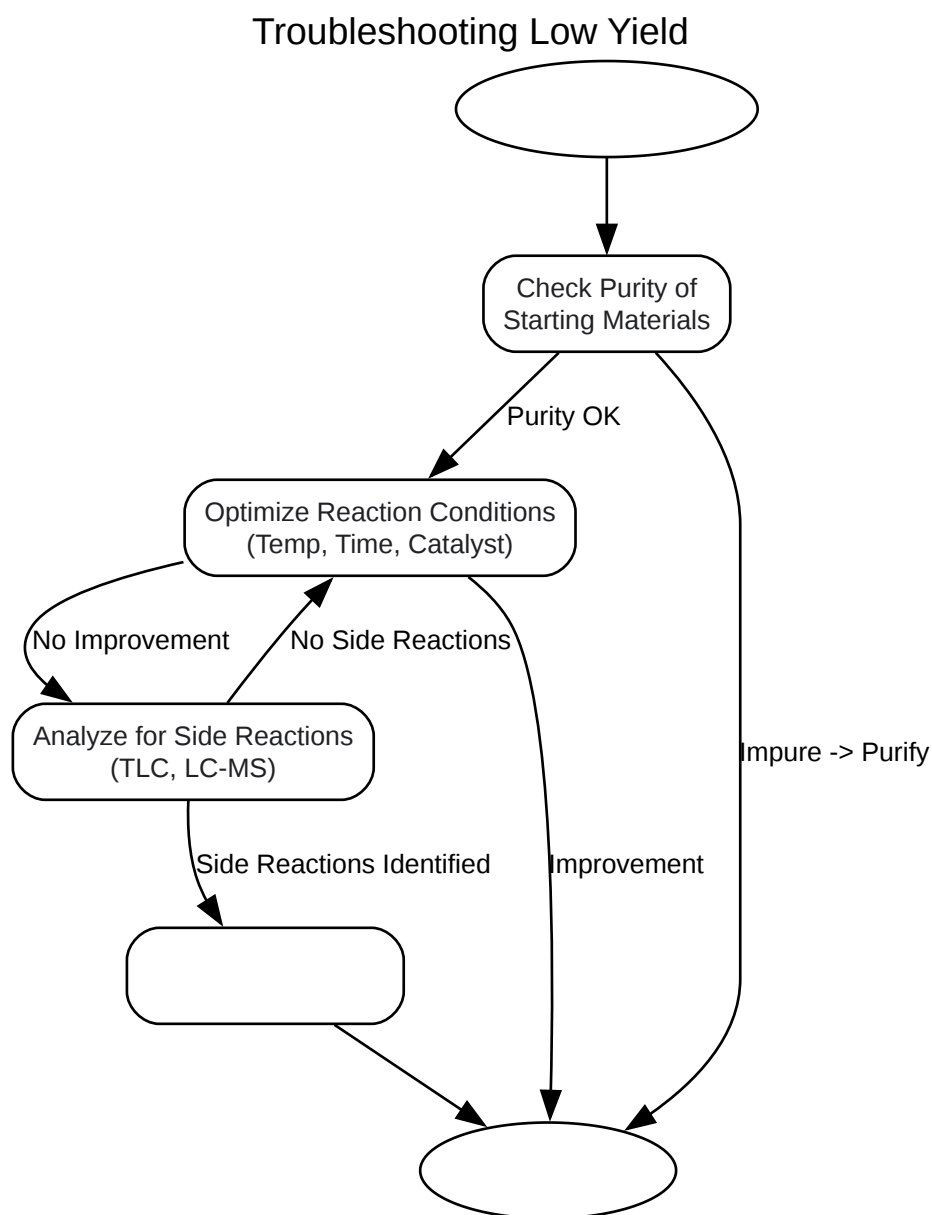 Troubleshooting Low Yield
Check Purity of
Starting Materials
Purity OK
Optimize Reaction Conditions
(Temp, Time, Catalyst)
No Improvement
No Side Reactions
Analyze for Side Reactions
(TLC, LC-MS)
Impure -> Purify
Side Reactions Identified
Improvement